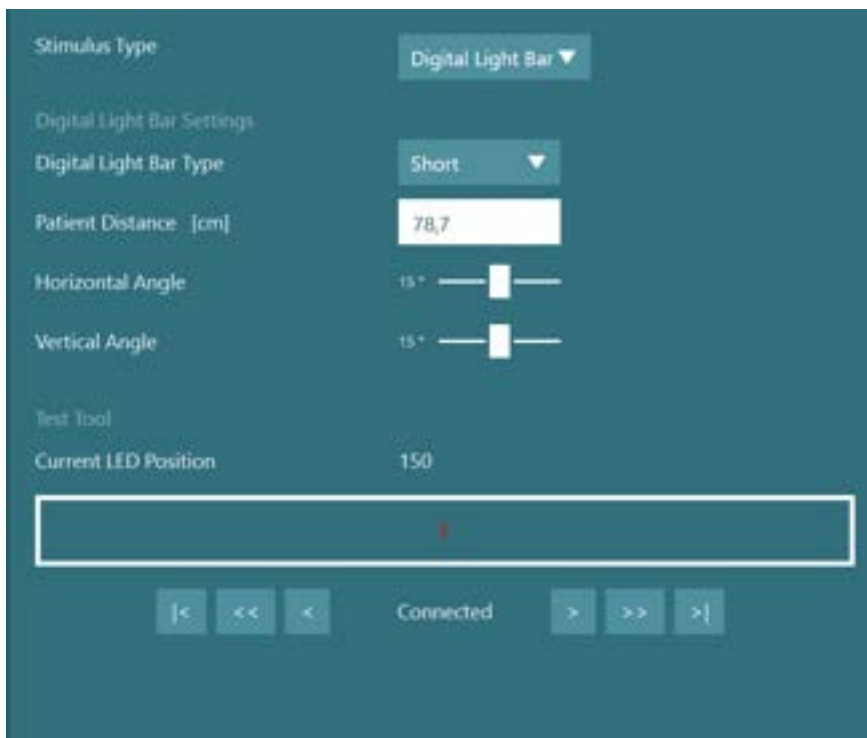 Stimulus Type
Digital Light Bar
Digital Light Bar Settings
Digital Light Bar Type
Short
Patient Distance [cm]
78,7
Horizontal Angle
15 °
Vertical Angle
15 °
Test Tool
Current LED Position
150
|< << < Connected > >> >|